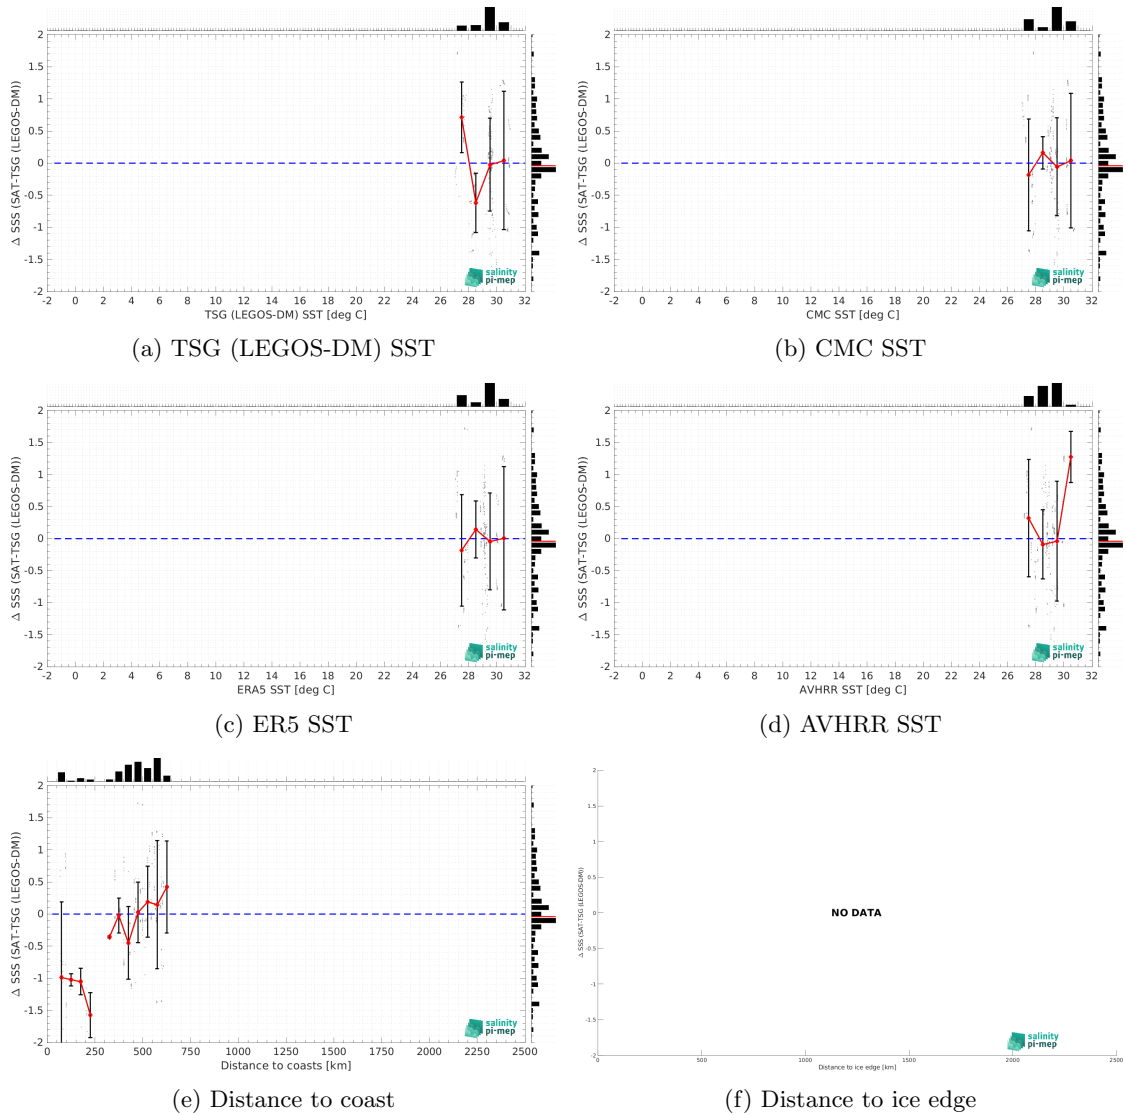 2
1.5
1
0.5
0
-0.5
-1
-1.5
-2
Δ SSS (SAT-TSG (LEGOS-DM))
-2 0 2 4 6 8 10 12 14 16 18 20 22 24 26 28 30 32
TSG (LEGOS-DM) SST [deg C]
salinity
pi-mep
(a) TSG (LEGOS-DM) SST
2
1.5
1
0.5
0
-0.5
-1
-1.5
-2
Δ SSS (SAT-TSG (LEGOS-DM))
-2 0 2 4 6 8 10 12 14 16 18 20 22 24 26 28 30 32
CMC SST [deg C]
salinity
pi-mep
(b) CMC SST
2
1.5
1
0.5
0
-0.5
-1
-1.5
-2
Δ SSS (SAT-TSG (LEGOS-DM))
-2 0 2 4 6 8 10 12 14 16 18 20 22 24 26 28 30 32
ERA5 SST [deg C]
salinity
pi-mep
(c) ER5 SST
2
1.5
1
0.5
0
-0.5
-1
-1.5
-2
Δ SSS (SAT-TSG (LEGOS-DM))
-2 0 2 4 6 8 10 12 14 16 18 20 22 24 26 28 30 32
AVHRR SST [deg C]
salinity
pi-mep
(d) AVHRR SST
2
1.5
1
0.5
0
-0.5
-1
-1.5
-2
Δ SSS (SAT-TSG (LEGOS-DM))
0 250 500 750 1000 1250 1500 1750 2000 2250 2500
Distance to coasts [km]
salinity
pi-mep
(e) Distance to coast
2
1.5
1
0.5
0
-0.5
-1
-1.5
-2
Δ SSS (SAT-TSG (LEGOS-DM))
NO DATA
0 500 1000 1500 2000 2500
Distance to ice edge [km]
salinity
pi-mep
(f) Distance to ice edge